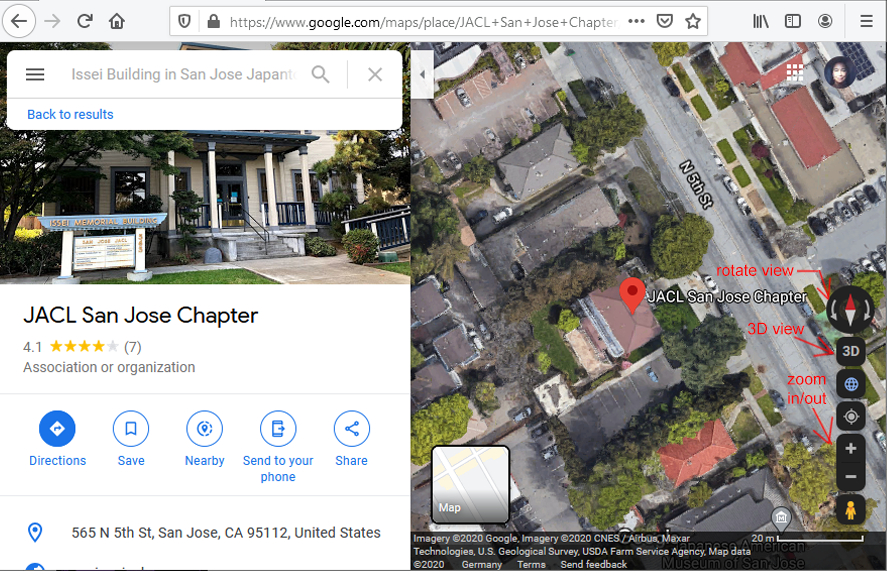 https://www.google.com/maps/place/JACL+San+Jose+Chapter
Issei Building in San Jose Japant
Back to results
ISSEI MEMORIAL BUILDING
SAN JOSE JACL
565
JACL San Jose Chapter
4.1 (7)
Association or organization
Directions
Save
Nearby
Send to your
phone
Share
565 N 5th St, San Jose, CA 95112, United States
N 5th St
rotate view
JACL San Jose Chapter
3D view
3D
zoom
in/out
Map
Imagery ©2020 Google, Imagery ©2020 CNES / Airbus, Maxar
Technologies, U.S. Geological Survey, USDA Farm Service Agency, Map data
©2020 Germany Terms Send feedback
20 m
Japanese American
Museum of San Jose